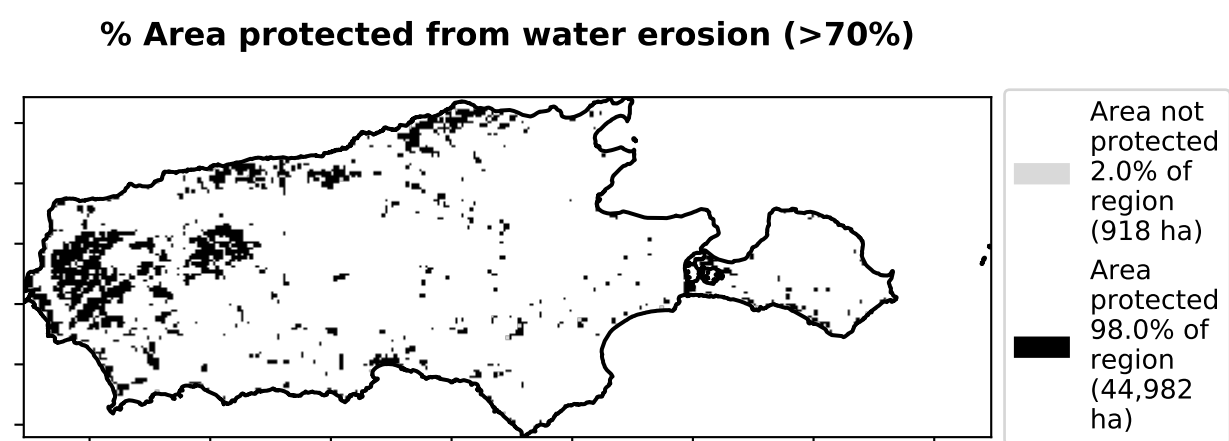 % Area protected from water erosion (>70%)
Area not
protected
2.0% of
region
(918 ha)
Area
protected
98.0% of
region
(44,982
ha)